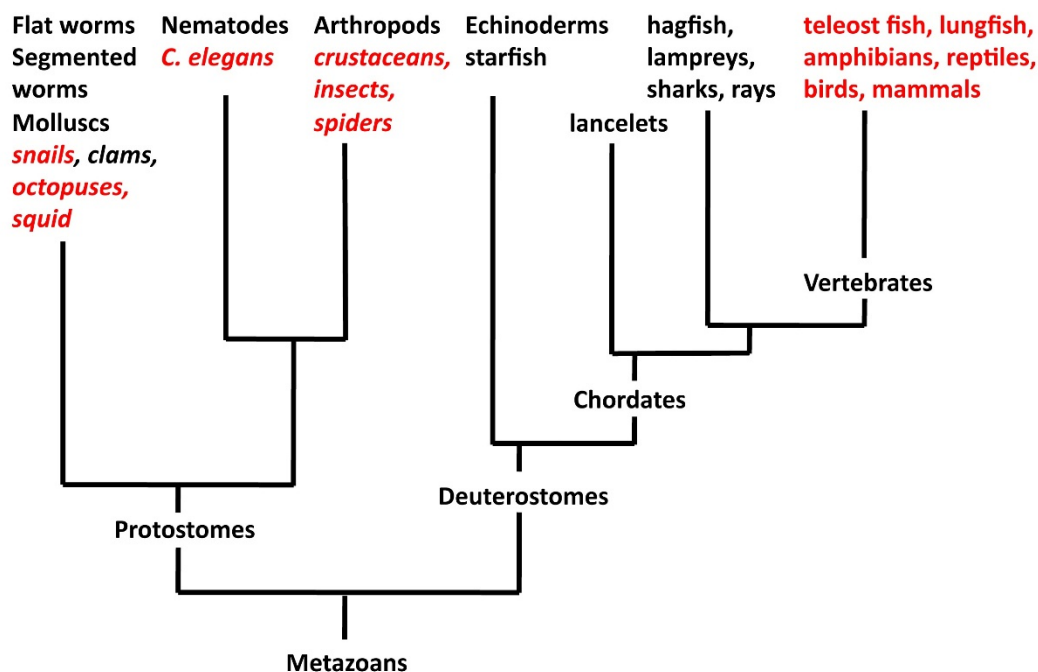 Flat worms
Segmented
worms
Molluscs
snails, clams,
octopuses,
squid
Nematodes
C. elegans
Arthropods
crustaceans,
insects,
spiders
Echinoderms
starfish
lancelets
hagfish,
lampreys,
sharks, rays
teleost fish, lungfish,
amphibians, reptiles,
birds, mammals
Vertebrates
Chordates
Deuterostomes
Protostomes
Metazoans